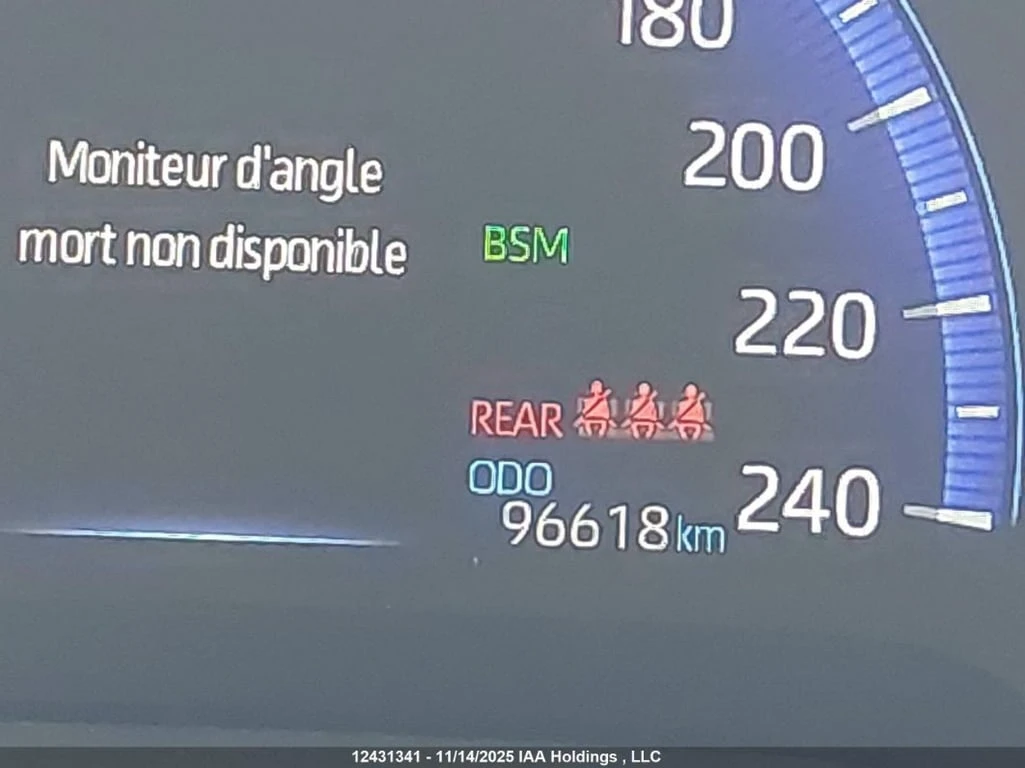 180
200
Moniteur d'angle
mort non disponible
BSM
220
REAR
ODO
96618 km
240
12431341 - 11/14/2025 IAA Holdings , LLC